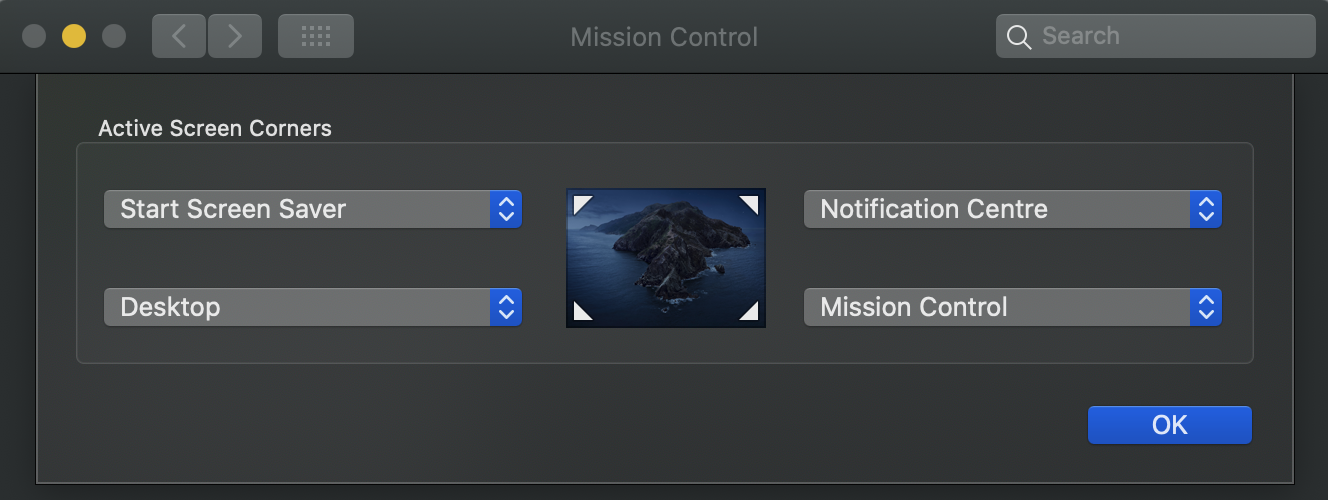 Mission Control
Search
Active Screen Corners
Start Screen Saver
Notification Centre
Desktop
Mission Control
OK